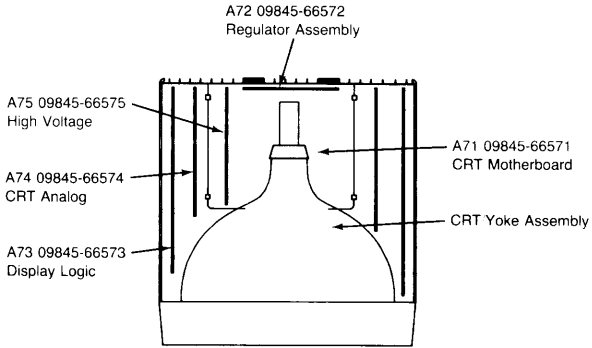 A72 09845-66572
Regulator Assembly
A75 09845-66575
High Voltage
A71 09845-66571
CRT Motherboard
A74 09845-66574
CRT Analog
CRT Yoke Assembly
A73 09845-66573
Display Logic